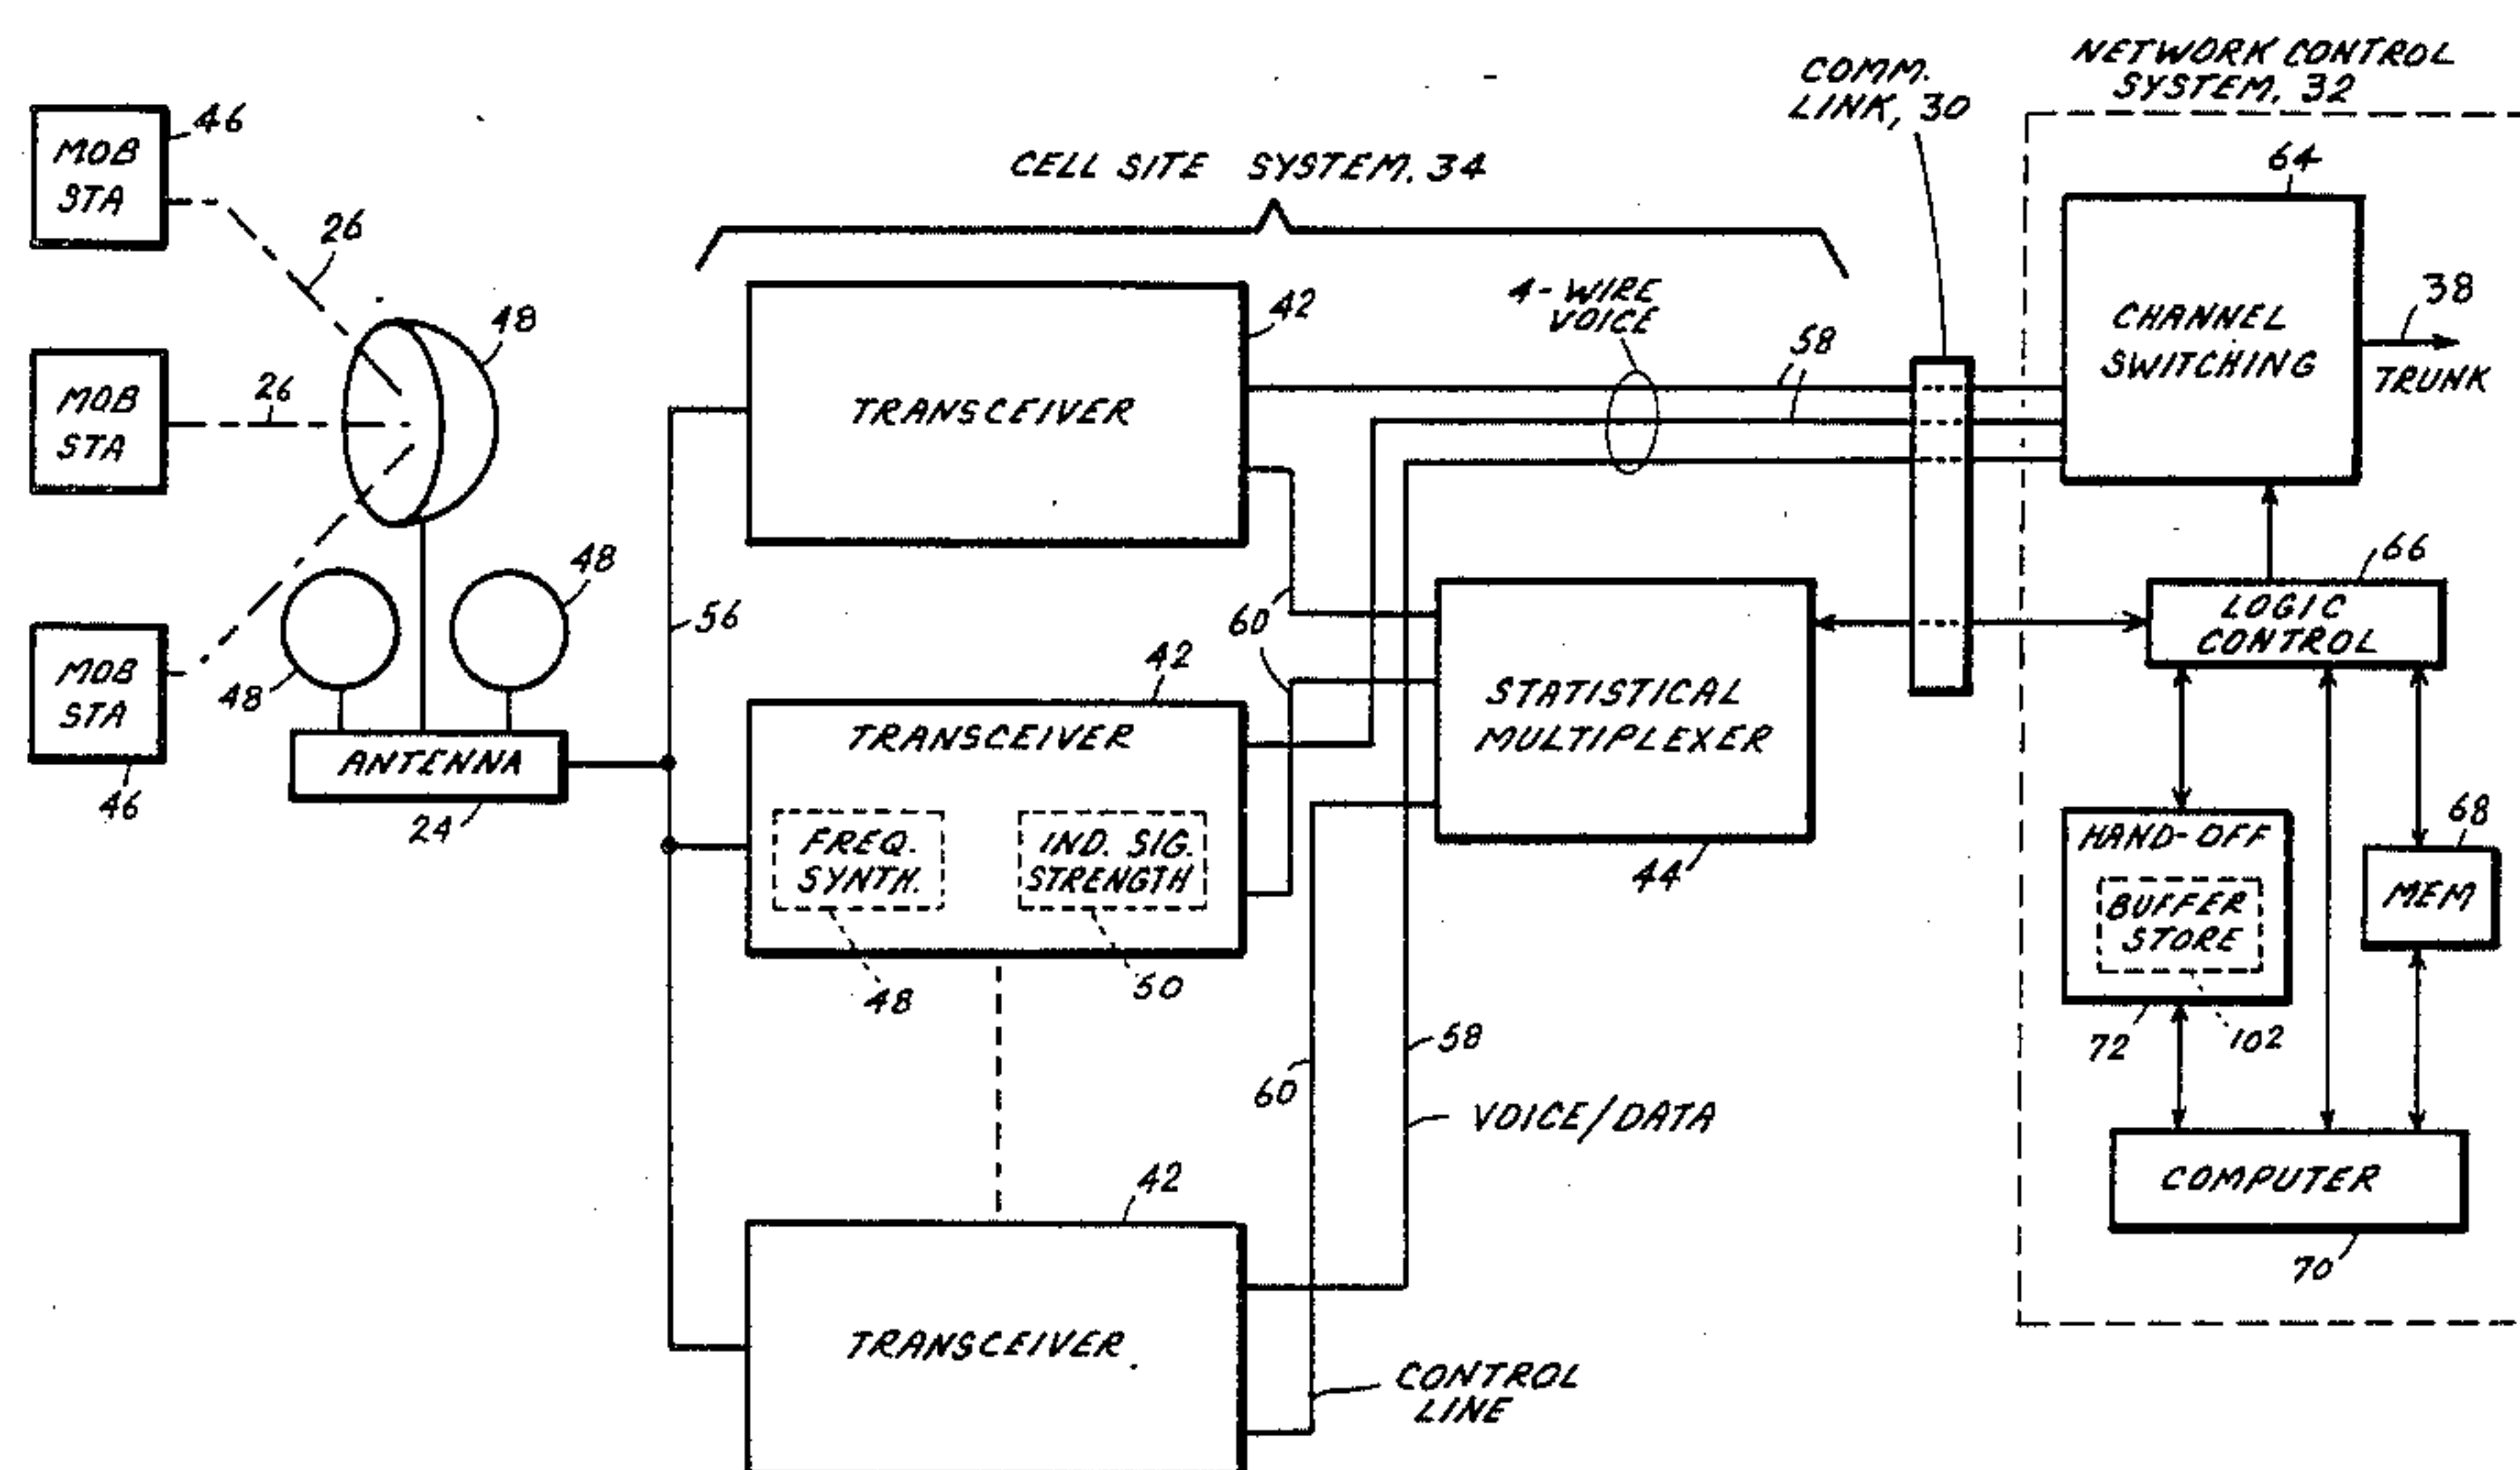 NETWORK CONTROL
SYSTEM, 32
COMM.
LINK, 30
CELL SITE SYSTEM, 34
MOB
STA
46
26
MOB
STA
26
MOB
STA
46
48
48
48
ANTENNA
24
56
TRANSCEIVER
42
4-WIRE
VOICE
58
60
TRANSCEIVER
42
FREQ.
SYNTH.
48
IND. SIG.
STRENGTH
50
STATISTICAL
MULTIPLEXER
44
60
58
VOICE/DATA
TRANSCEIVER
42
CONTROL
LINE
64
CHANNEL
SWITCHING
38
TRUNK
66
LOGIC
CONTROL
HAND-OFF
BUFFER
STORE
72
102
68
MEM
COMPUTER
70